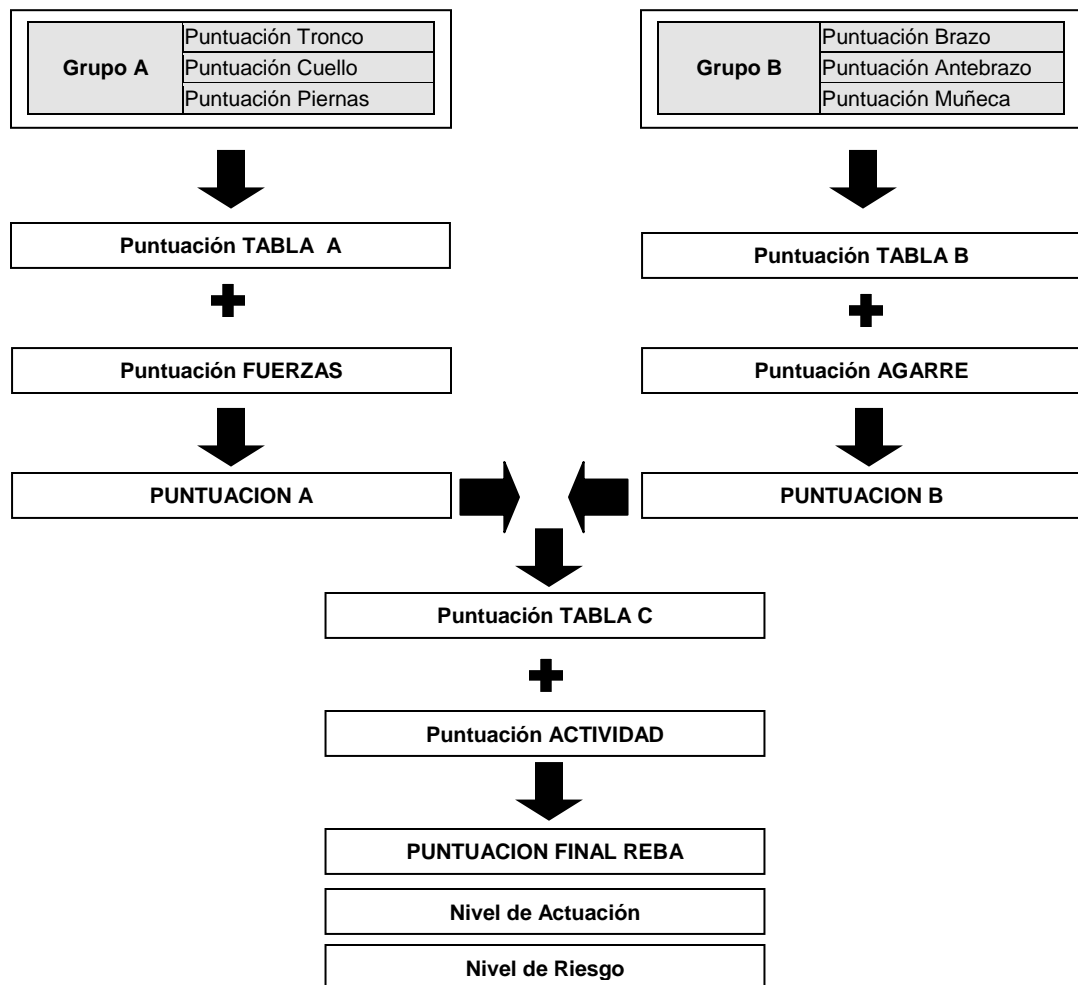 Grupo A
Puntuación Tronco
Puntuación Cuello
Puntuación Piernas
Grupo B
Puntuación Brazo
Puntuación Antebrazo
Puntuación Muñeca
Puntuación TABLA A
Puntuación TABLA B
Puntuación FUERZAS
Puntuación AGARRE
PUNTUACION A
PUNTUACION B
Puntuación TABLA C
Puntuación ACTIVIDAD
PUNTUACION FINAL REBA
Nivel de Actuación
Nivel de Riesgo